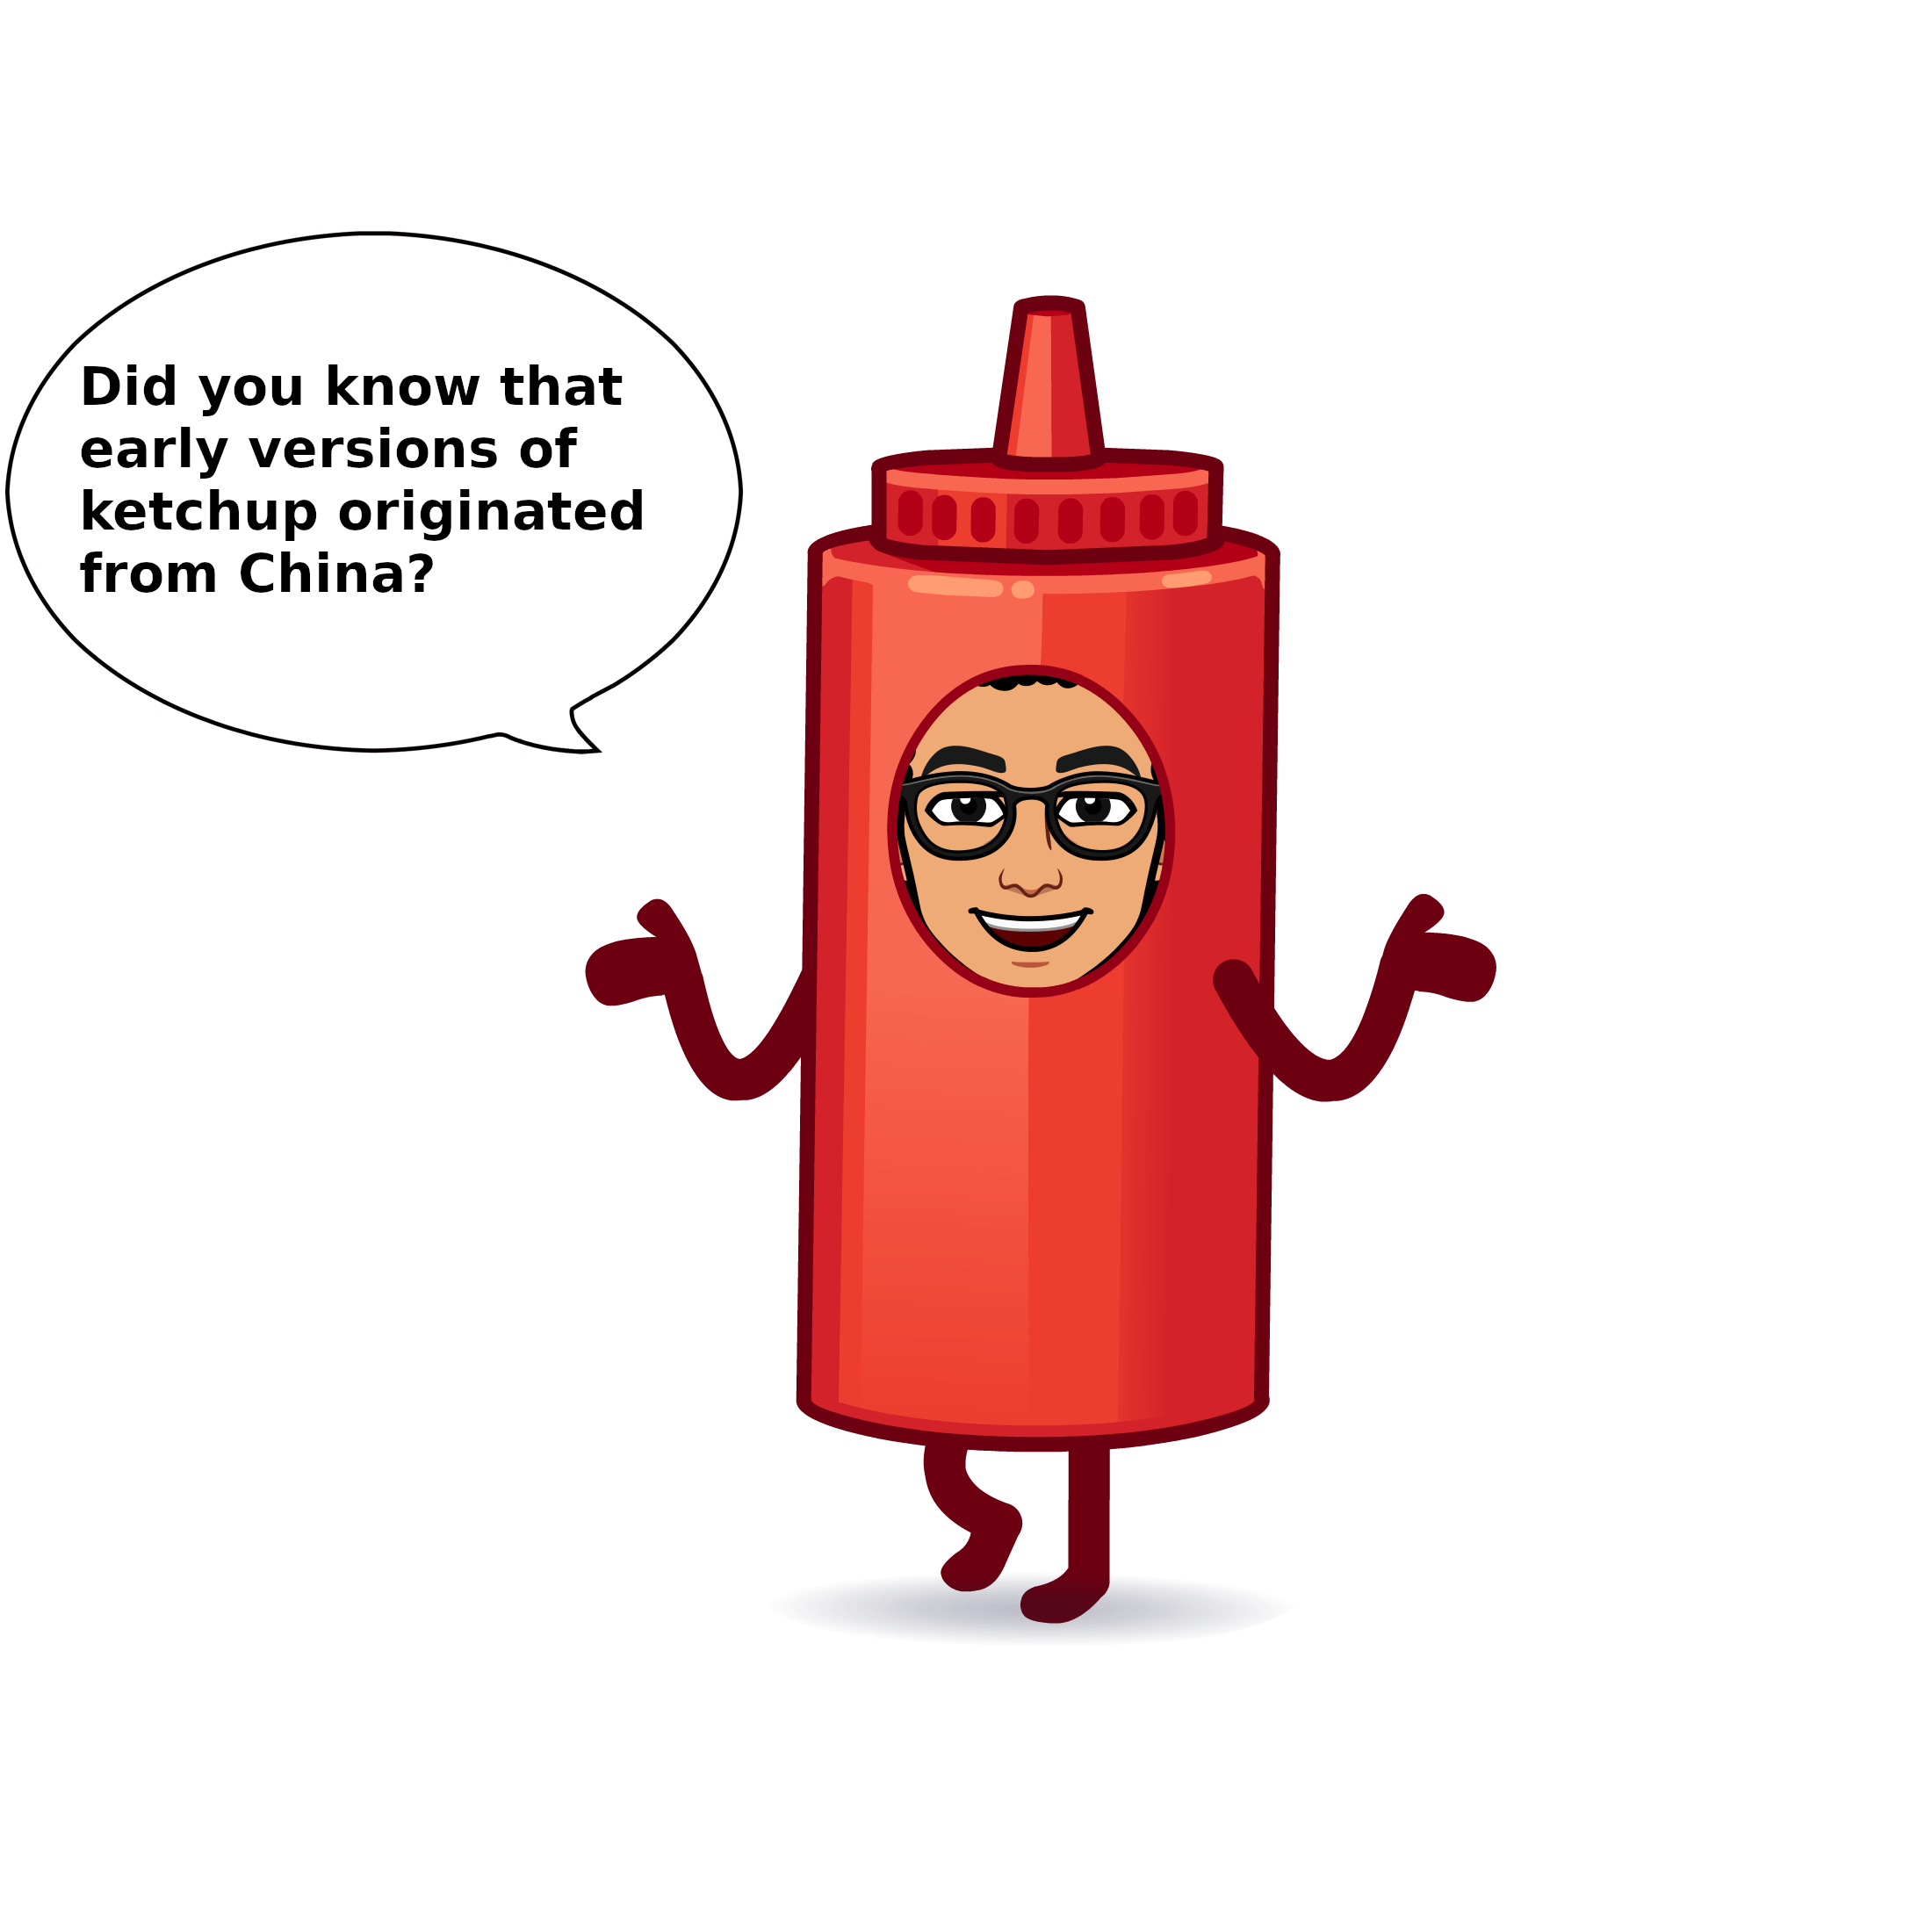 Did you know that
early versions of
ketchup originated
from China?